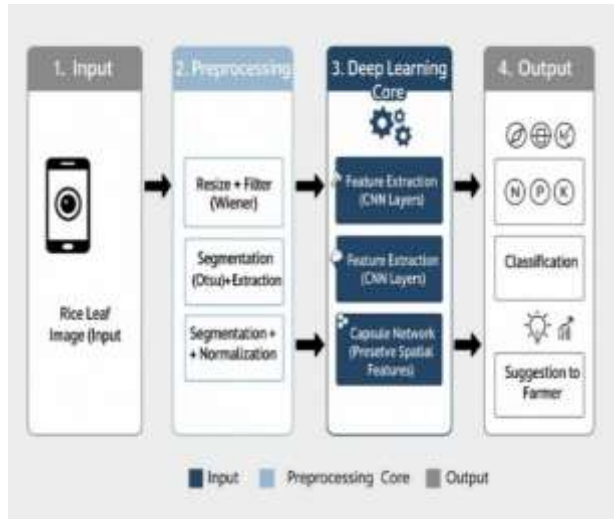 1. Input
Rice Leaf
Image (Input
2. Preprocessing
Resize + Filter
(Wiener)
Segmentation
(Otsu)+Extraction
Segmentation +
+ Normalization
3. Deep Learning
Core
Feature Extraction
(CNN Layers)
Feature Extraction
(CNN Layers)
Capsule Network
(Presetve Spatial
Features)
4. Output
N P K
Classification
Suggestion to
Farmer
Input Preprocessing Core Output